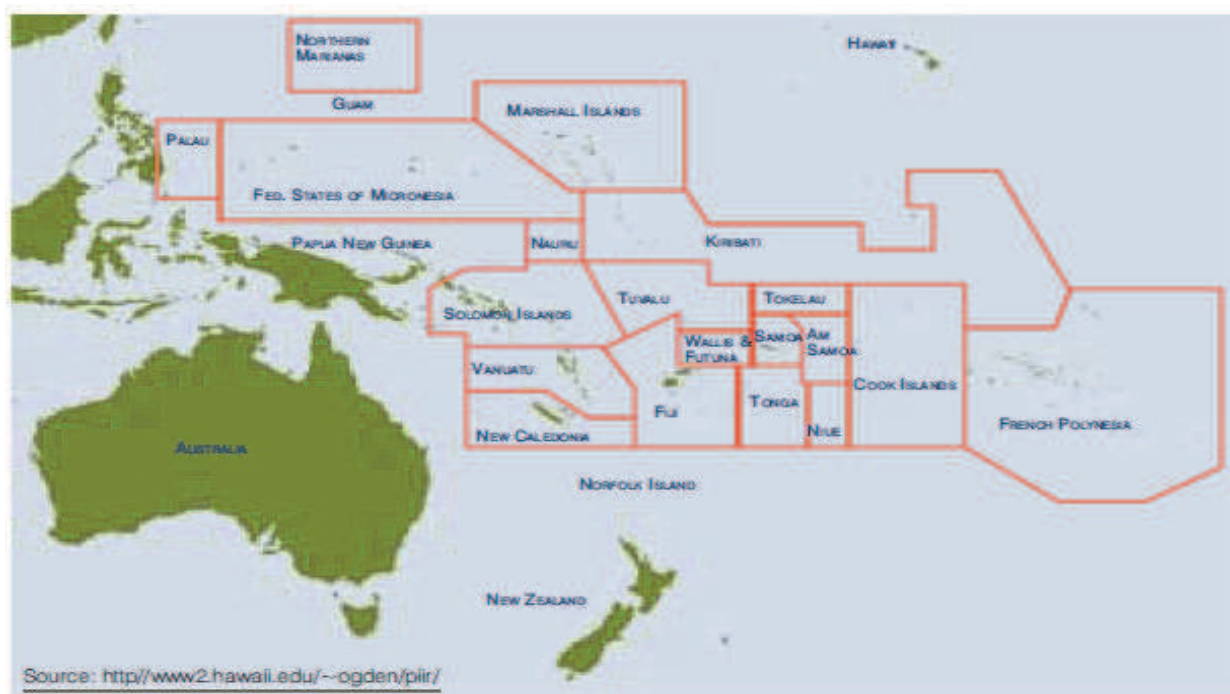 NORTHERN
MARIANAS
HAWAII
GUAM
MARSHALL ISLANDS
PALAU
FED. STATES OF MICRONESIA
PAPUA NEW GUINEA
NAURU
KIRIBATI
SOLOMON ISLANDS
TUVALU
TOKELAU
WALLIS &
FUTUNA
SAMOA
AM
SAMOA
VANUATU
COOK ISLANDS
FIJI
TONGA
FRENCH POLYNESIA
NEW CALEDONIA
NIUE
AUSTRALIA
NORFOLK ISLAND
NEW ZEALAND
Source: http//www2.hawaii.edu/~ogden/piir/